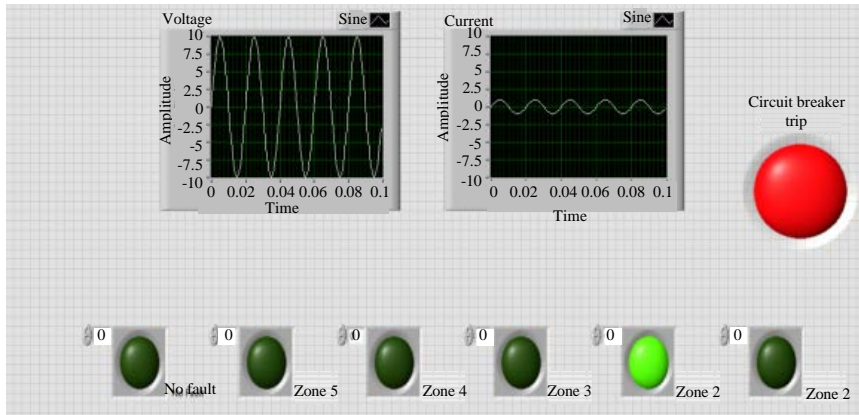 Voltage Sine
10
7.5
5
2.5
0
-2.5
-5
-7.5
-10
Amplitude
0 0.02 0.04 0.06 0.08 0.1
Time
Current Sine
10
7.5
5
2.5
0
-2.5
-5
-7.5
-10
Amplitude
0 0.02 0.04 0.06 0.08 0.1
Time
Circuit breaker
trip
0 0 0 0 0 0
No fault Zone 5 Zone 4 Zone 3 Zone 2 Zone 2